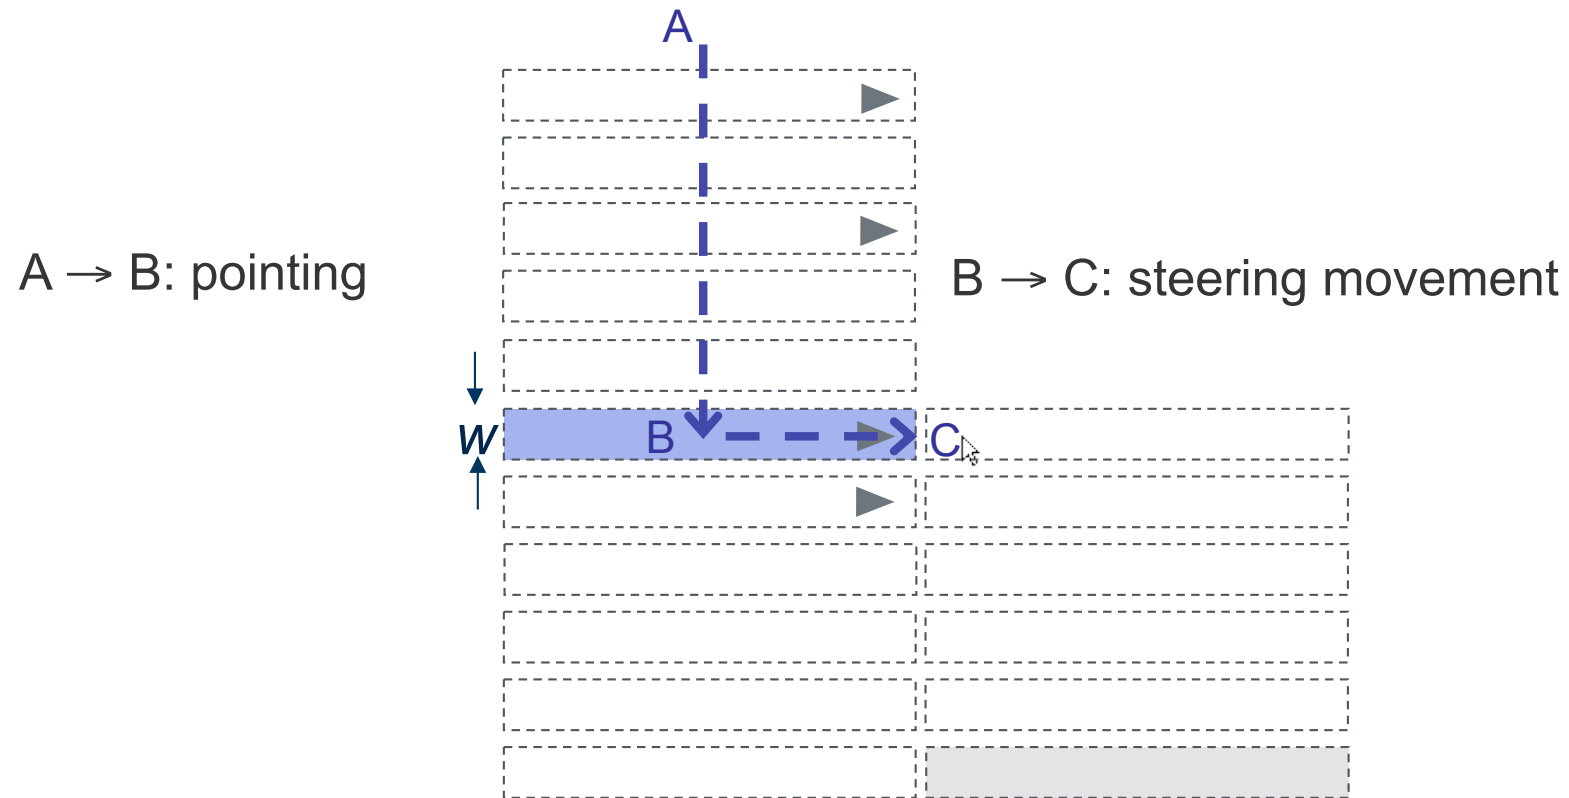 A
A → B: pointing
B → C: steering movement
w
B
C